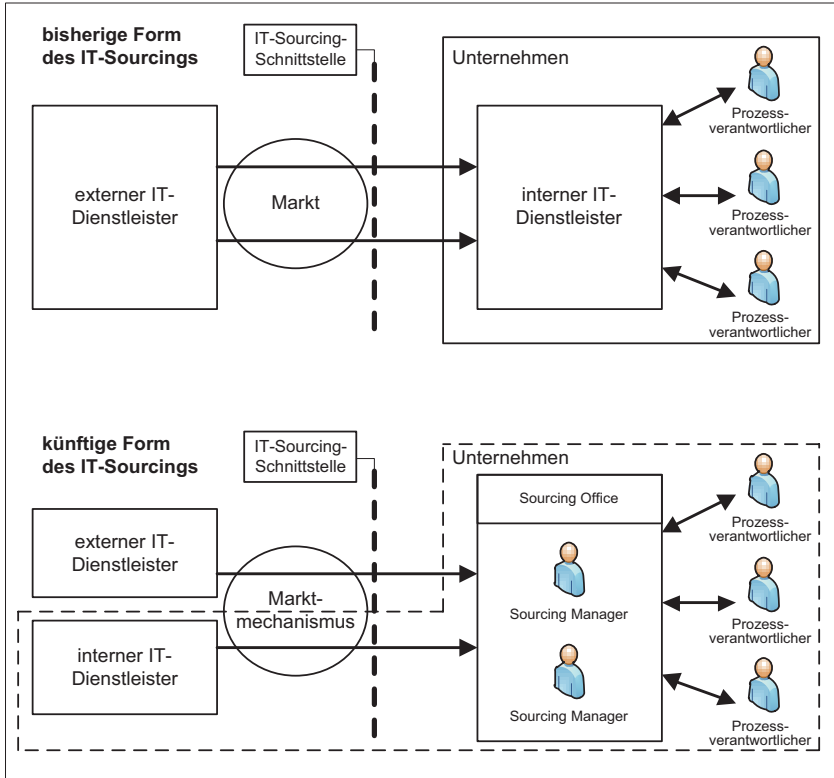 bisherige Form
des IT-Sourcings
IT-Sourcing-
Schnittstelle
Unternehmen
externer IT-
Dienstleister
Markt
interner IT-
Dienstleister
Prozess-
verantwortlicher
Prozess-
verantwortlicher
Prozess-
verantwortlicher
künftige Form
des IT-Sourcings
IT-Sourcing-
Schnittstelle
Unternehmen
externer IT-
Dienstleister
interner IT-
Dienstleister
Markt-
mechanismus
Sourcing Office
Sourcing Manager
Sourcing Manager
Prozess-
verantwortlicher
Prozess-
verantwortlicher
Prozess-
verantwortlicher